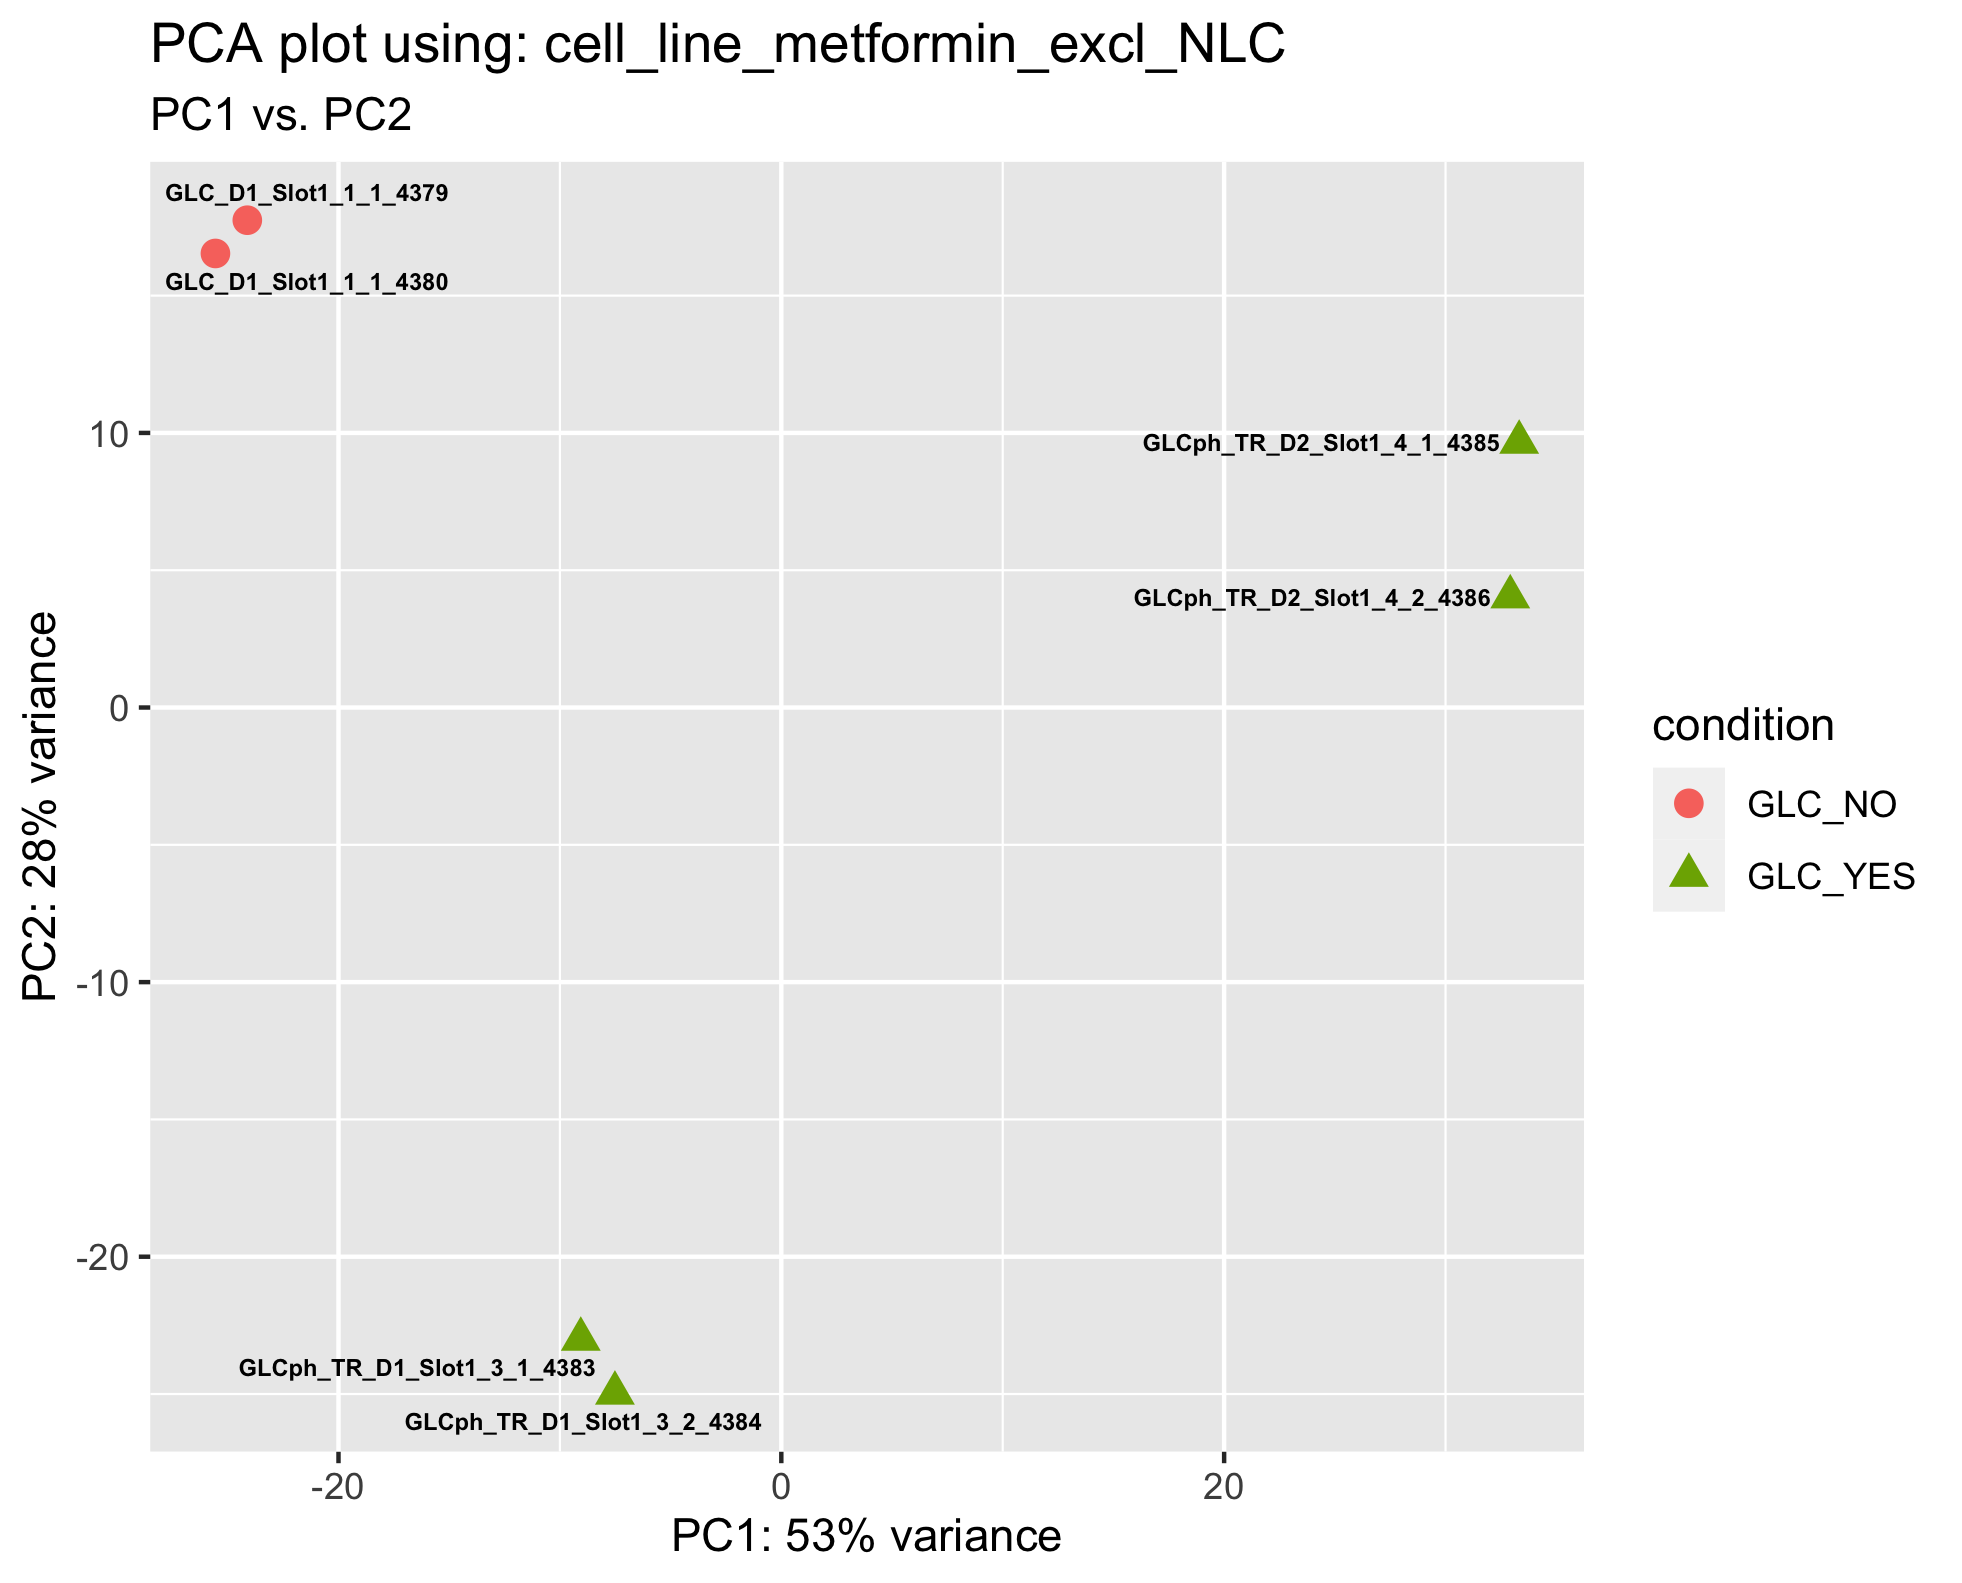 PCA plot using: cell_line_metformin_excl_NLC
PC1 vs. PC2
GLC_D1_Slot1_1_1_4379
GLC_D1_Slot1_1_1_4380
10
GLCph_TR_D2_Slot1_4_1_4385
GLCph_TR_D2_Slot1_4_2_4386
0
-10
-20
GLCph_TR_D1_Slot1_3_1_4383
GLCph_TR_D1_Slot1_3_2_4384
PC2: 28% variance
-20
0
20
PC1: 53% variance
condition
GLC_NO
GLC_YES